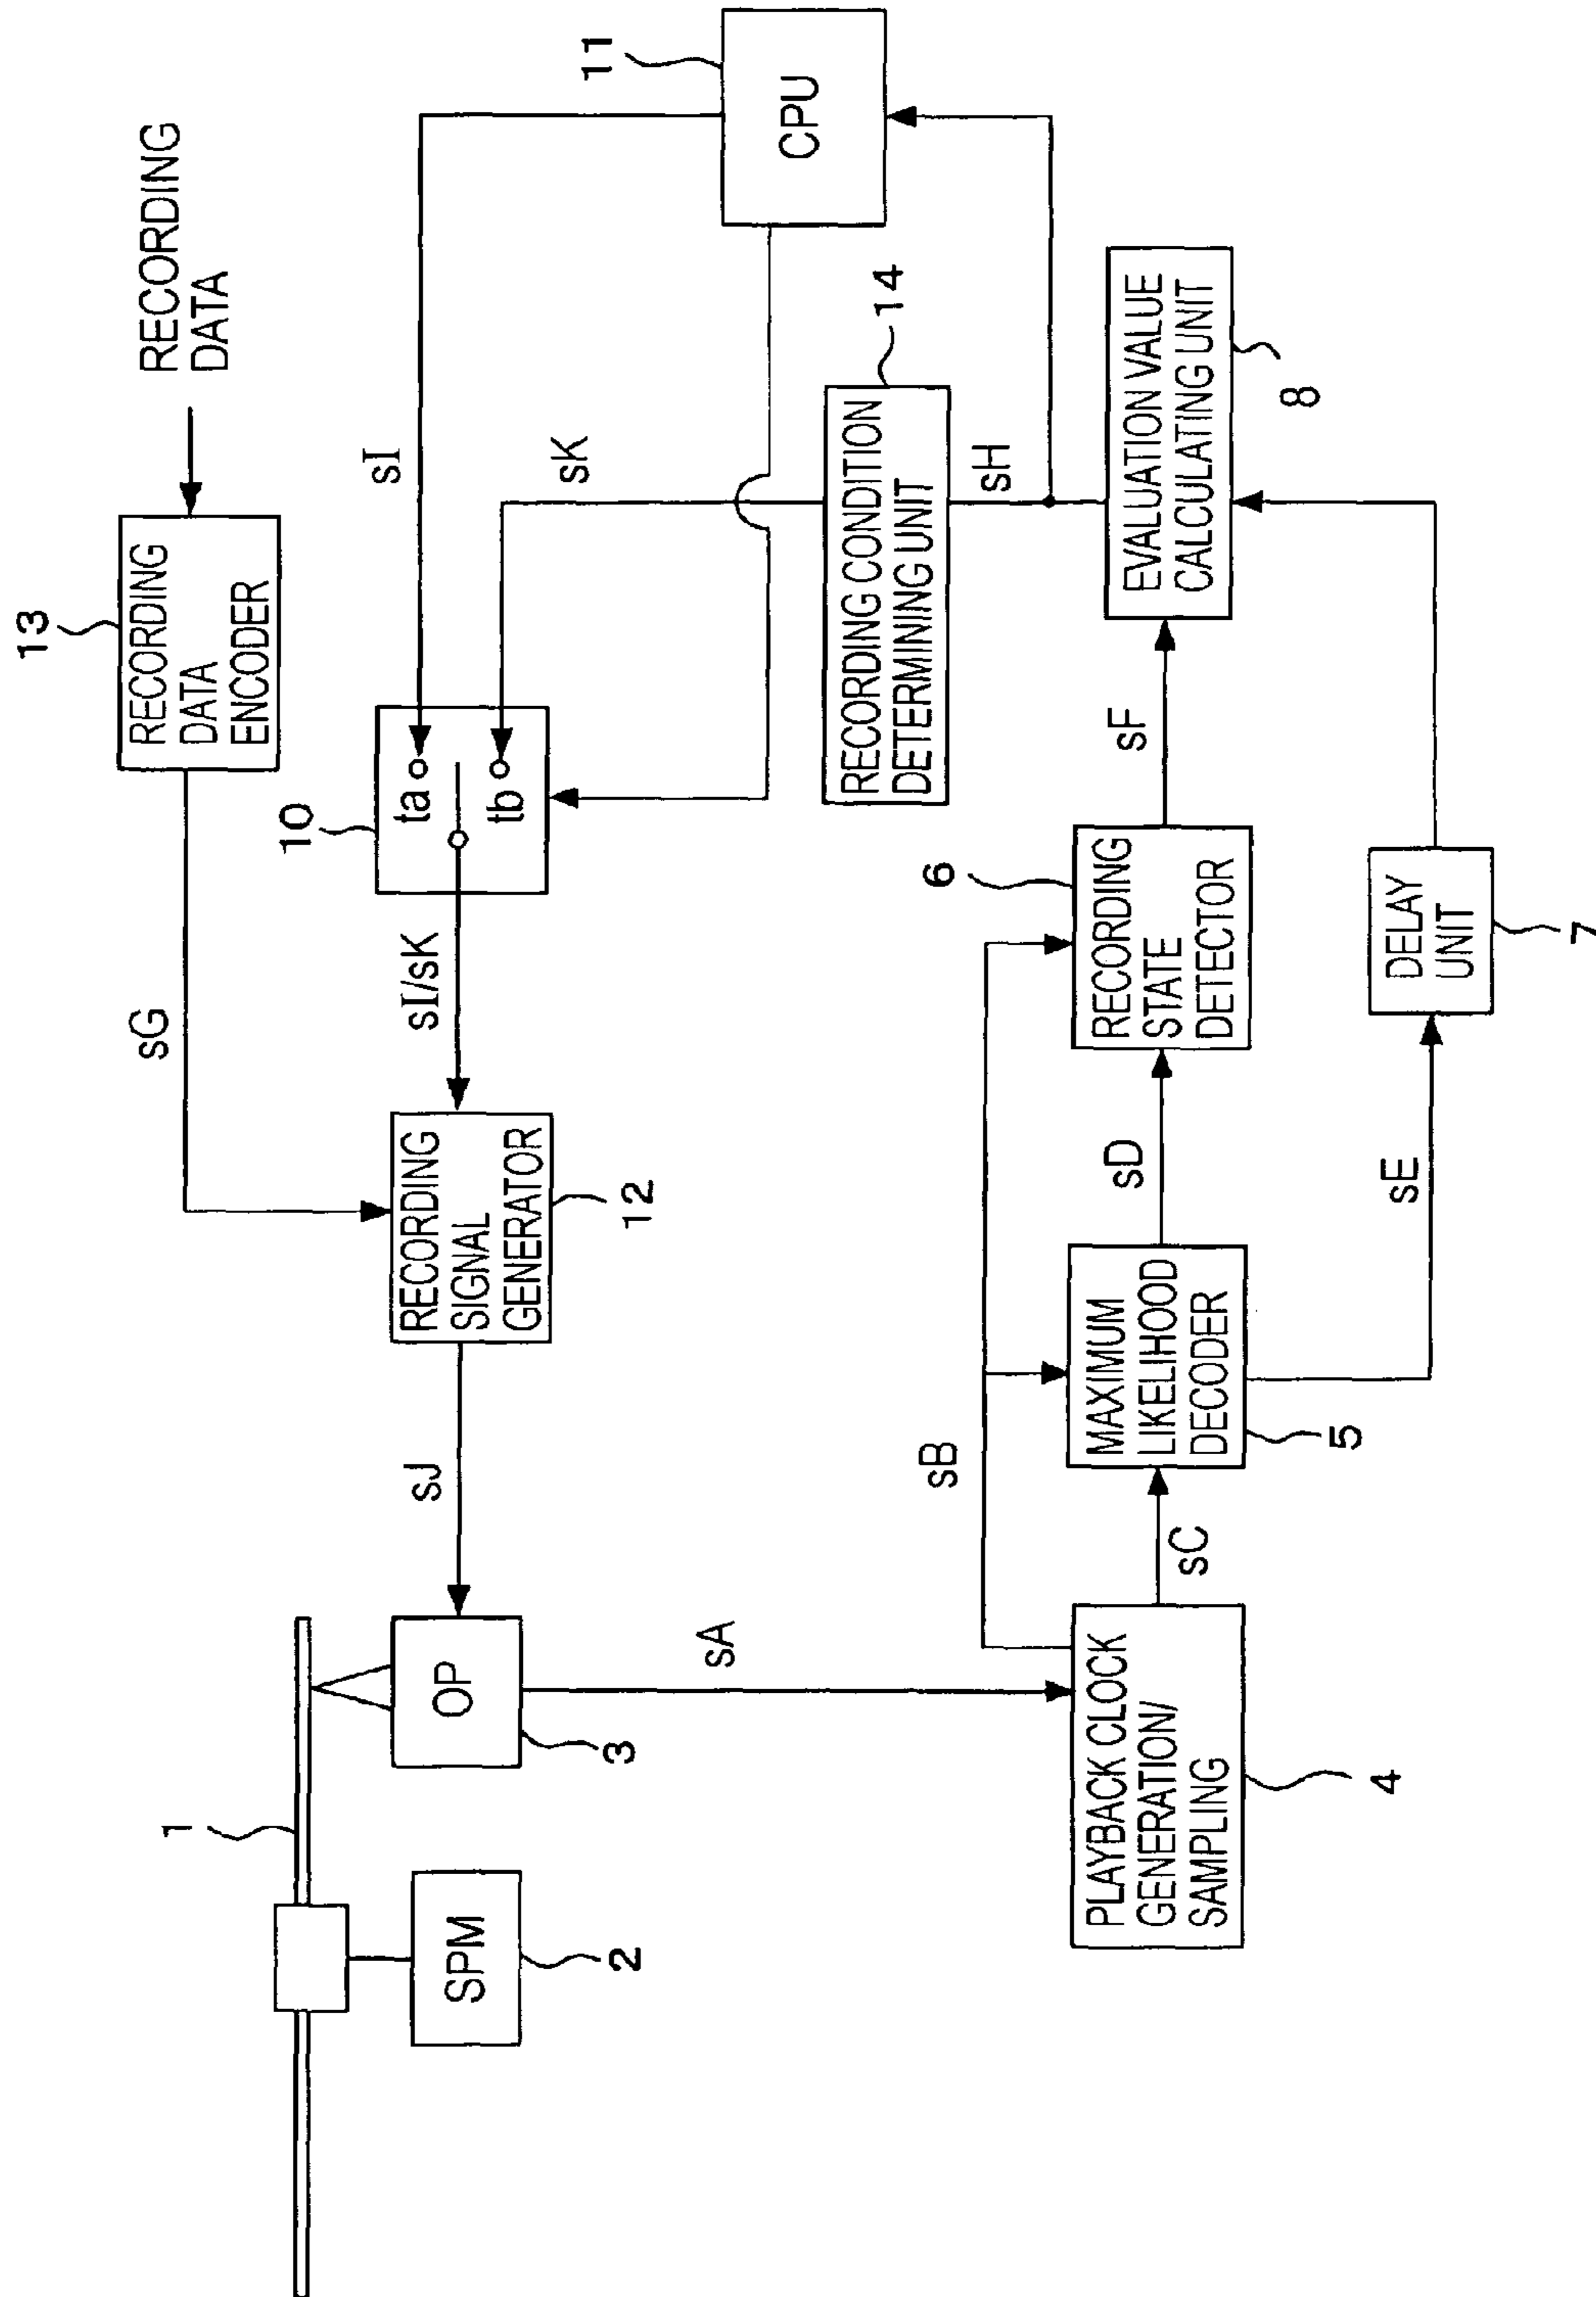 1
SPM
2
OP
3
sA
PLAYBACK CLOCK
GENERATION/
SAMPLING
4
sB
sC
MAXIMUM
LIKELIHOOD
DECODER
5
sD
sE
RECORDING
STATE
DETECTOR
6
DELAY
UNIT
7
sF
EVALUATION VALUE
CALCULATING UNIT
8
sH
RECORDING CONDITION
DETERMINING UNIT
14
sK
sI
CPU
11
ta
tb
10
sI/sK
RECORDING
SIGNAL
GENERATOR
12
sJ
sG
RECORDING
DATA
ENCODER
13
RECORDING
DATA